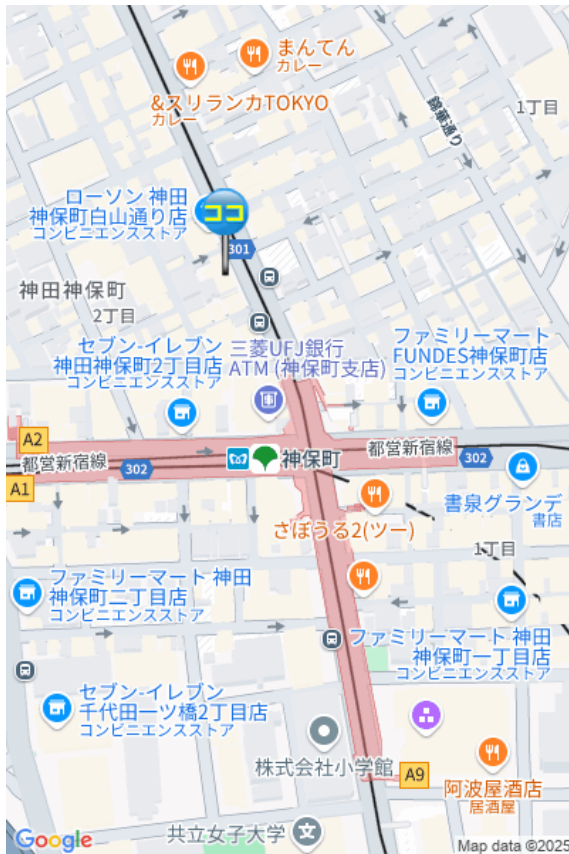 まんてん
カレー
&スリランカTOKYO
カレー
錦華通り
1丁目
ローソン 神田
神保町白山通り店
コンビニエンスストア
ココ
301
神田神保町
2丁目
セブン-イレブン
神田神保町2丁目店
コンビニエンスストア
三菱UFJ銀行
ATM (神保町支店)
ファミリーマート
FUNDES神保町店
コンビニエンスストア
A2
都営新宿線
302
神保町
都営新宿線
302
A1
書泉グランデ
書店
さぼうる2(ツー)
1丁目
ファミリーマート 神田
神保町二丁目店
コンビニエンスストア
ファミリーマート 神田
神保町一丁目店
コンビニエンスストア
セブン-イレブン
千代田一ツ橋2丁目店
コンビニエンスストア
株式会社小学館
A9
阿波屋酒店
居酒屋
共立女子大学
Google
Map data ©2025